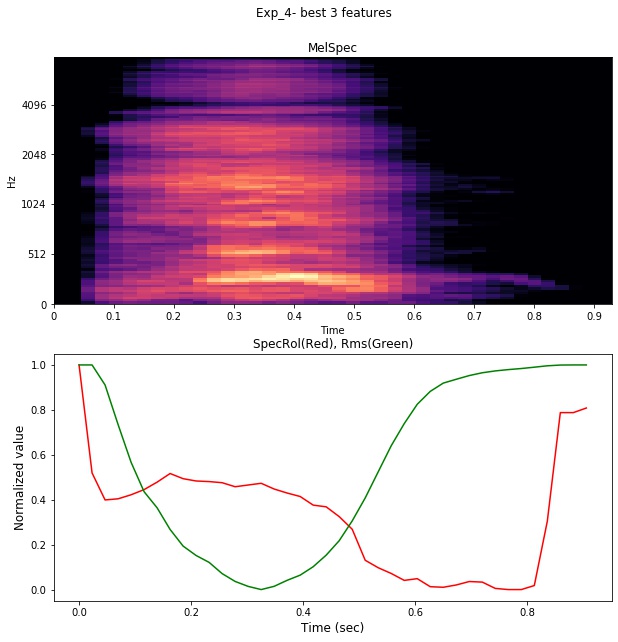 Exp_4- best 3 features
MelSpec
4096
2048
1024
512
0
Hz
0 0.1 0.2 0.3 0.4 0.5 0.6 0.7 0.8 0.9
Time
SpecRol(Red), Rms(Green)
1.0
0.8
0.6
0.4
0.2
0.0
Normalized value
0.0 0.2 0.4 0.6 0.8
Time (sec)